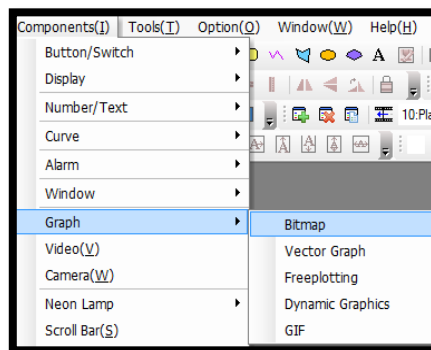 Components(I) Tools(T) Option(O) Window(W) Help(H)
Button/Switch
Display
Number/Text
Curve
Alarm
Window
Graph
Video(V)
Camera(W)
Neon Lamp
Scroll Bar(S)
A
10:Pla
Bitmap
Vector Graph
Freeplotting
Dynamic Graphics
GIF